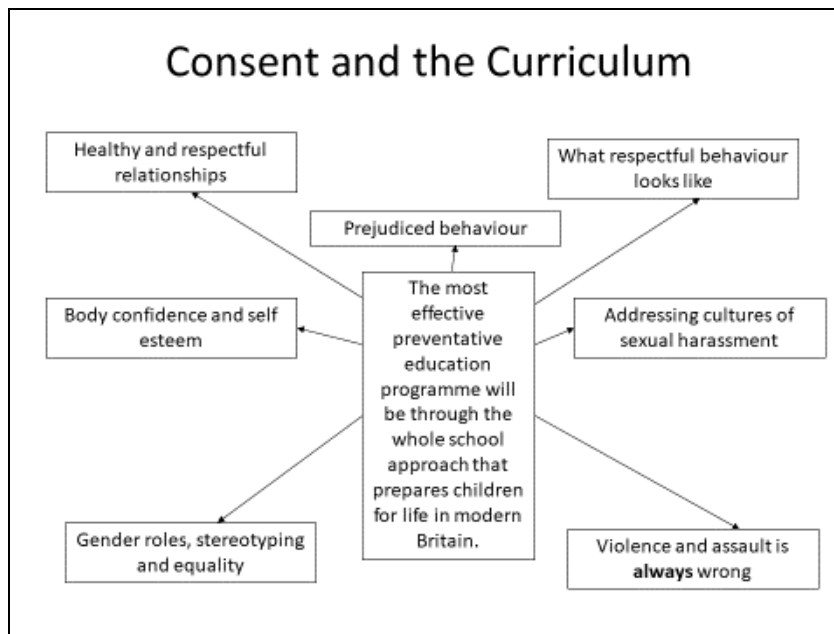 Consent and the Curriculum
Healthy and respectful
relationships
What respectful behaviour
looks like
Prejudiced behaviour
The most
effective
preventative
education
programme will
be through the
whole school
approach that
prepares children
for life in modern
Britain.
Body confidence and self
esteem
Addressing cultures of
sexual harassment
Gender roles, stereotyping
and equality
Violence and assault is
always wrong